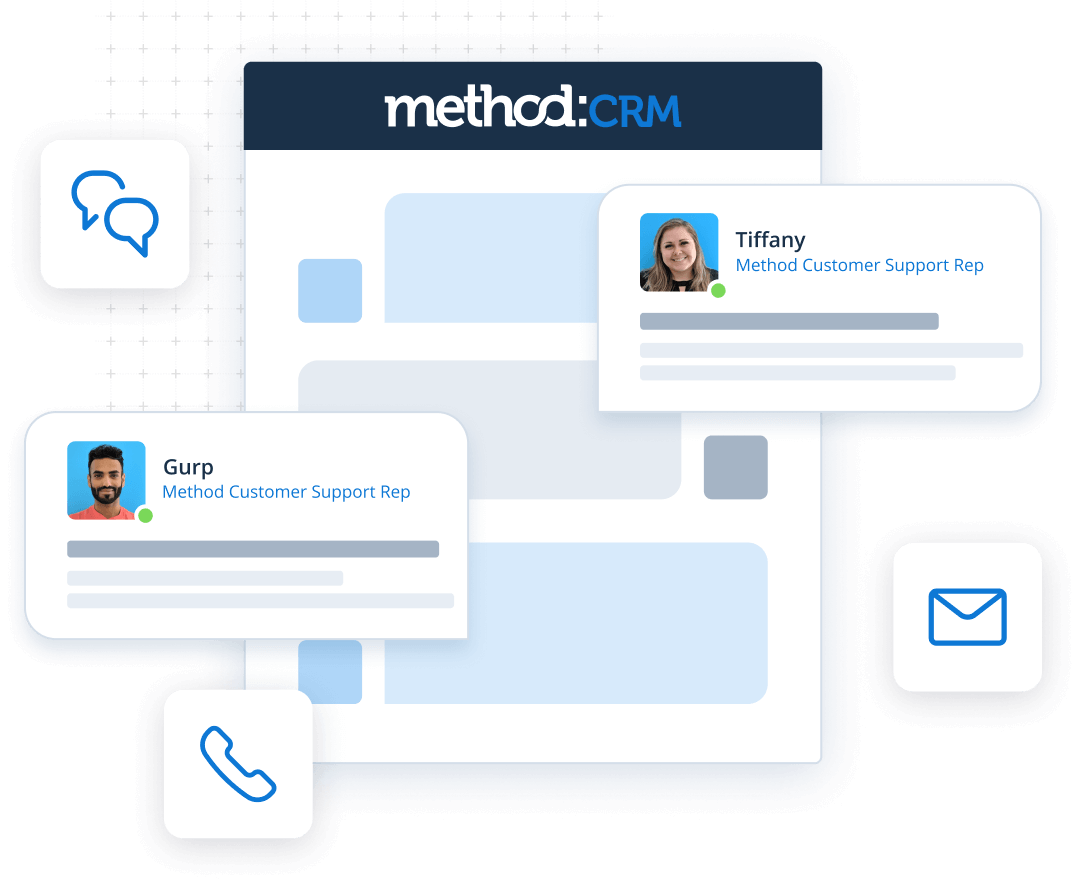 method:CRM
Tiffany
Method Customer Support Rep
Gurp
Method Customer Support Rep